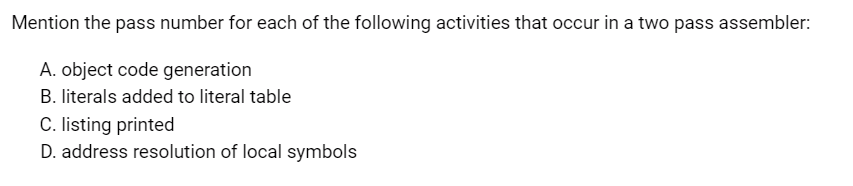 Mention the pass number for each of the following activities that occur in a two pass assembler:
A. object code generation
B. literals added to literal table
C. listing printed
D. address resolution of local symbols